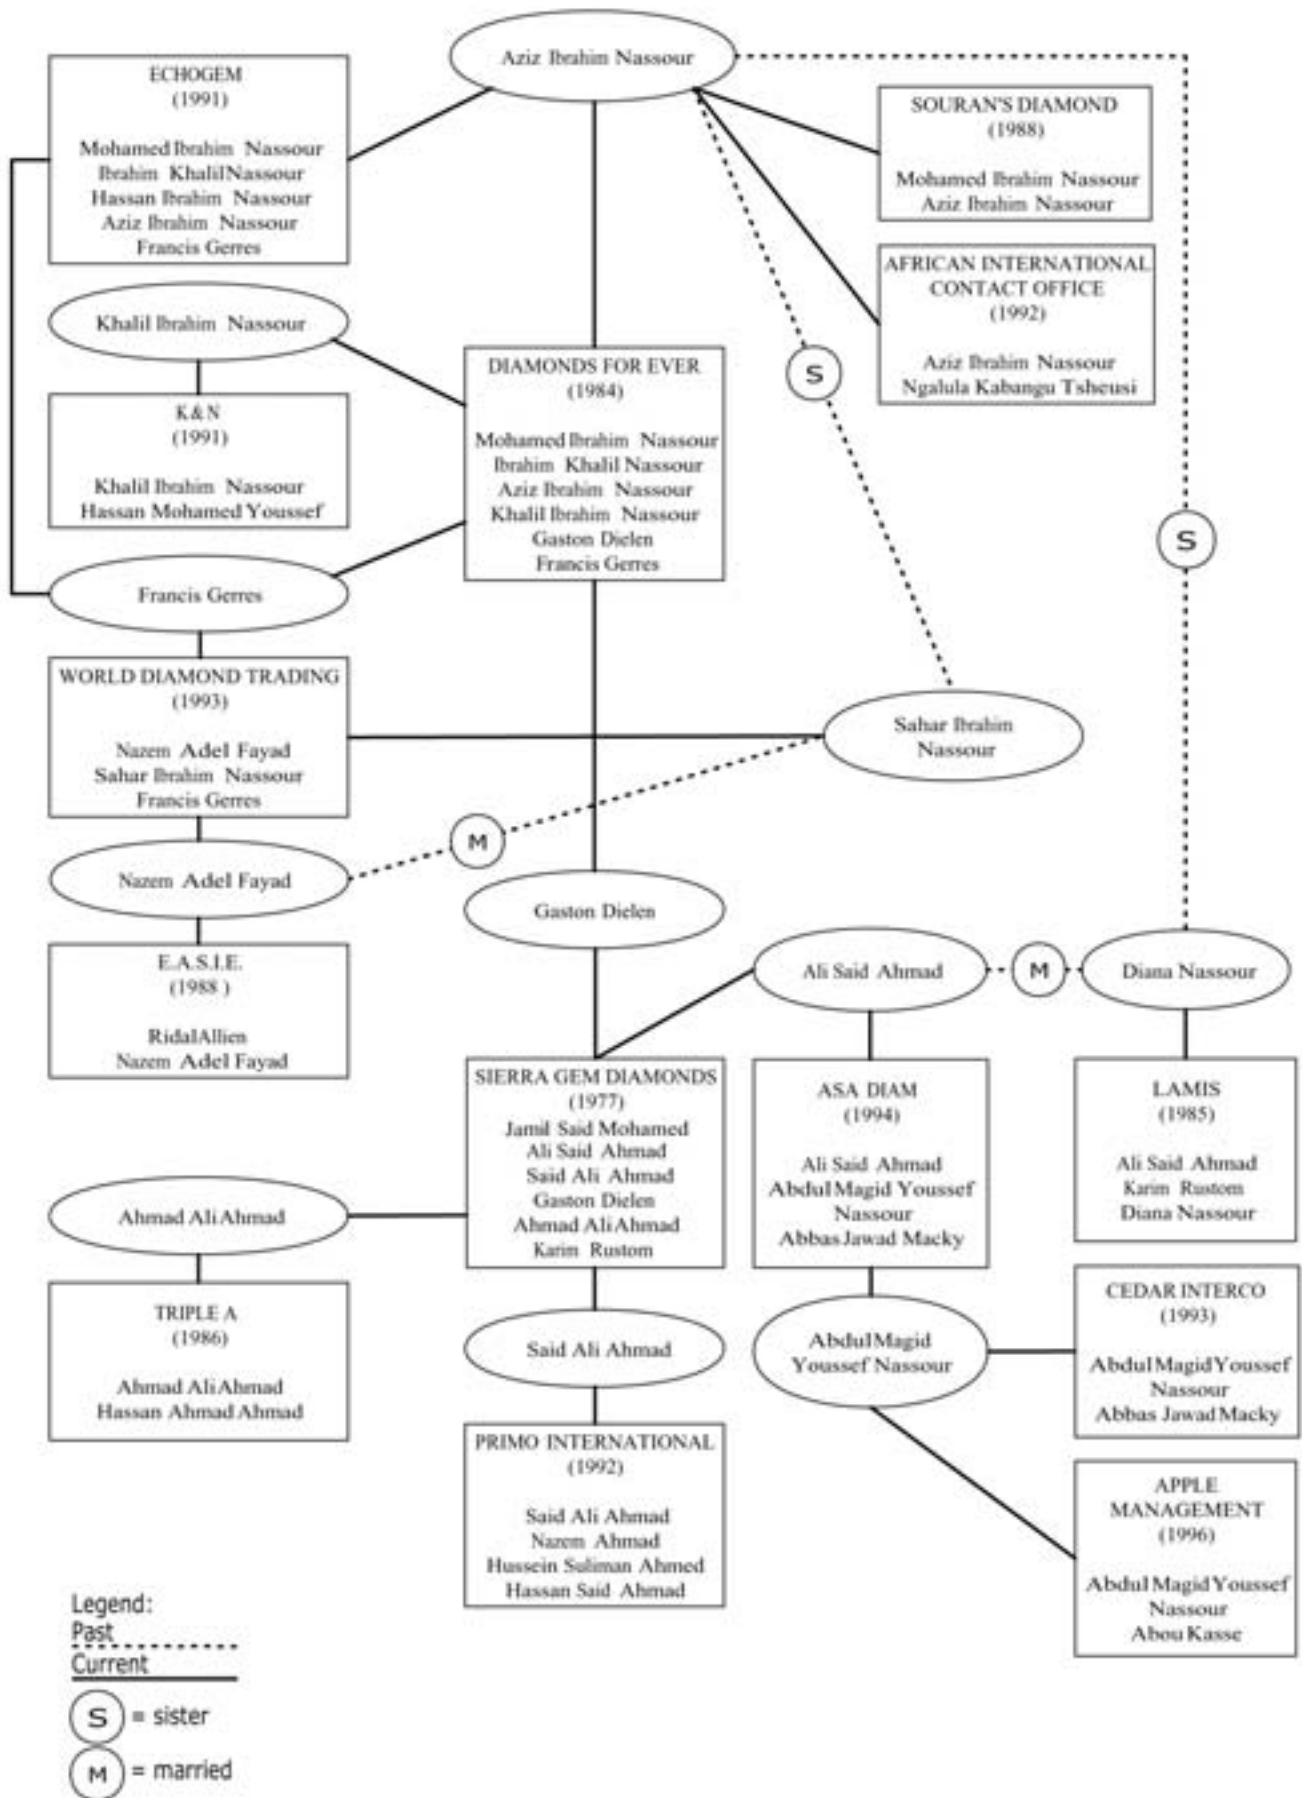 Aziz Ibrahim Nassour
ECHOGEM
(1991)
Mohamed Ibrahim Nassour
Ibrahim Khalil Nassour
Hassan Ibrahim Nassour
Aziz Ibrahim Nassour
Francis Gerres
SOURAN'S DIAMOND
(1988)
Mohamed Ibrahim Nassour
Aziz Ibrahim Nassour
AFRICAN INTERNATIONAL
CONTACT OFFICE
(1992)
Aziz Ibrahim Nassour
Ngalula Kabangu Tsheusi
Khalil Ibrahim Nassour
S
DIAMONDS FOR EVER
(1984)
Mohamed Ibrahim Nassour
Ibrahim Khalil Nassour
Aziz Ibrahim Nassour
Khalil Ibrahim Nassour
Gaston Dielen
Francis Gerres
K & N
(1991)
Khalil Ibrahim Nassour
Hassan Mohamed Youssef
S
Francis Gerres
WORLD DIAMOND TRADING
(1993)
Nazem Adel Fayad
Sahar Ibrahim Nassour
Francis Gerres
Sahar Ibrahim
Nassour
M
Nazem Adel Fayad
Gaston Dielen
E.A.S.I.E.
(1988 )
Ridal Allien
Nazem Adel Fayad
Ali Said Ahmad
M
Diana Nassour
SIERRA GEM DIAMONDS
(1977)
Jamil Said Mohamed
Ali Said Ahmad
Said Ali Ahmad
Gaston Dielen
Ahmad Ali Ahmad
Karim Rustom
ASA DIAM
(1994)
Ali Said Ahmad
Abdul Magid Youssef
Nassour
Abbas Jawad Macky
LAMIS
(1985)
Ali Said Ahmad
Karim Rustom
Diana Nassour
Ahmad Ali Ahmad
TRIPLE A
(1986)
Ahmad Ali Ahmad
Hassan Ahmad Ahmad
Said Ali Ahmad
Abdul Magid
Youssef Nassour
CEDAR INTERCO
(1993)
Abdul Magid Youssef
Nassour
Abbas Jawad Macky
PRIMO INTERNATIONAL
(1992)
Said Ali Ahmad
Nazem Ahmad
Hussein Suliman Ahmed
Hassan Said Ahmad
APPLE
MANAGEMENT
(1996)
Abdul Magid Youssef
Nassour
Abou Kasse
Legend:
Past
Current
S = sister
M = married